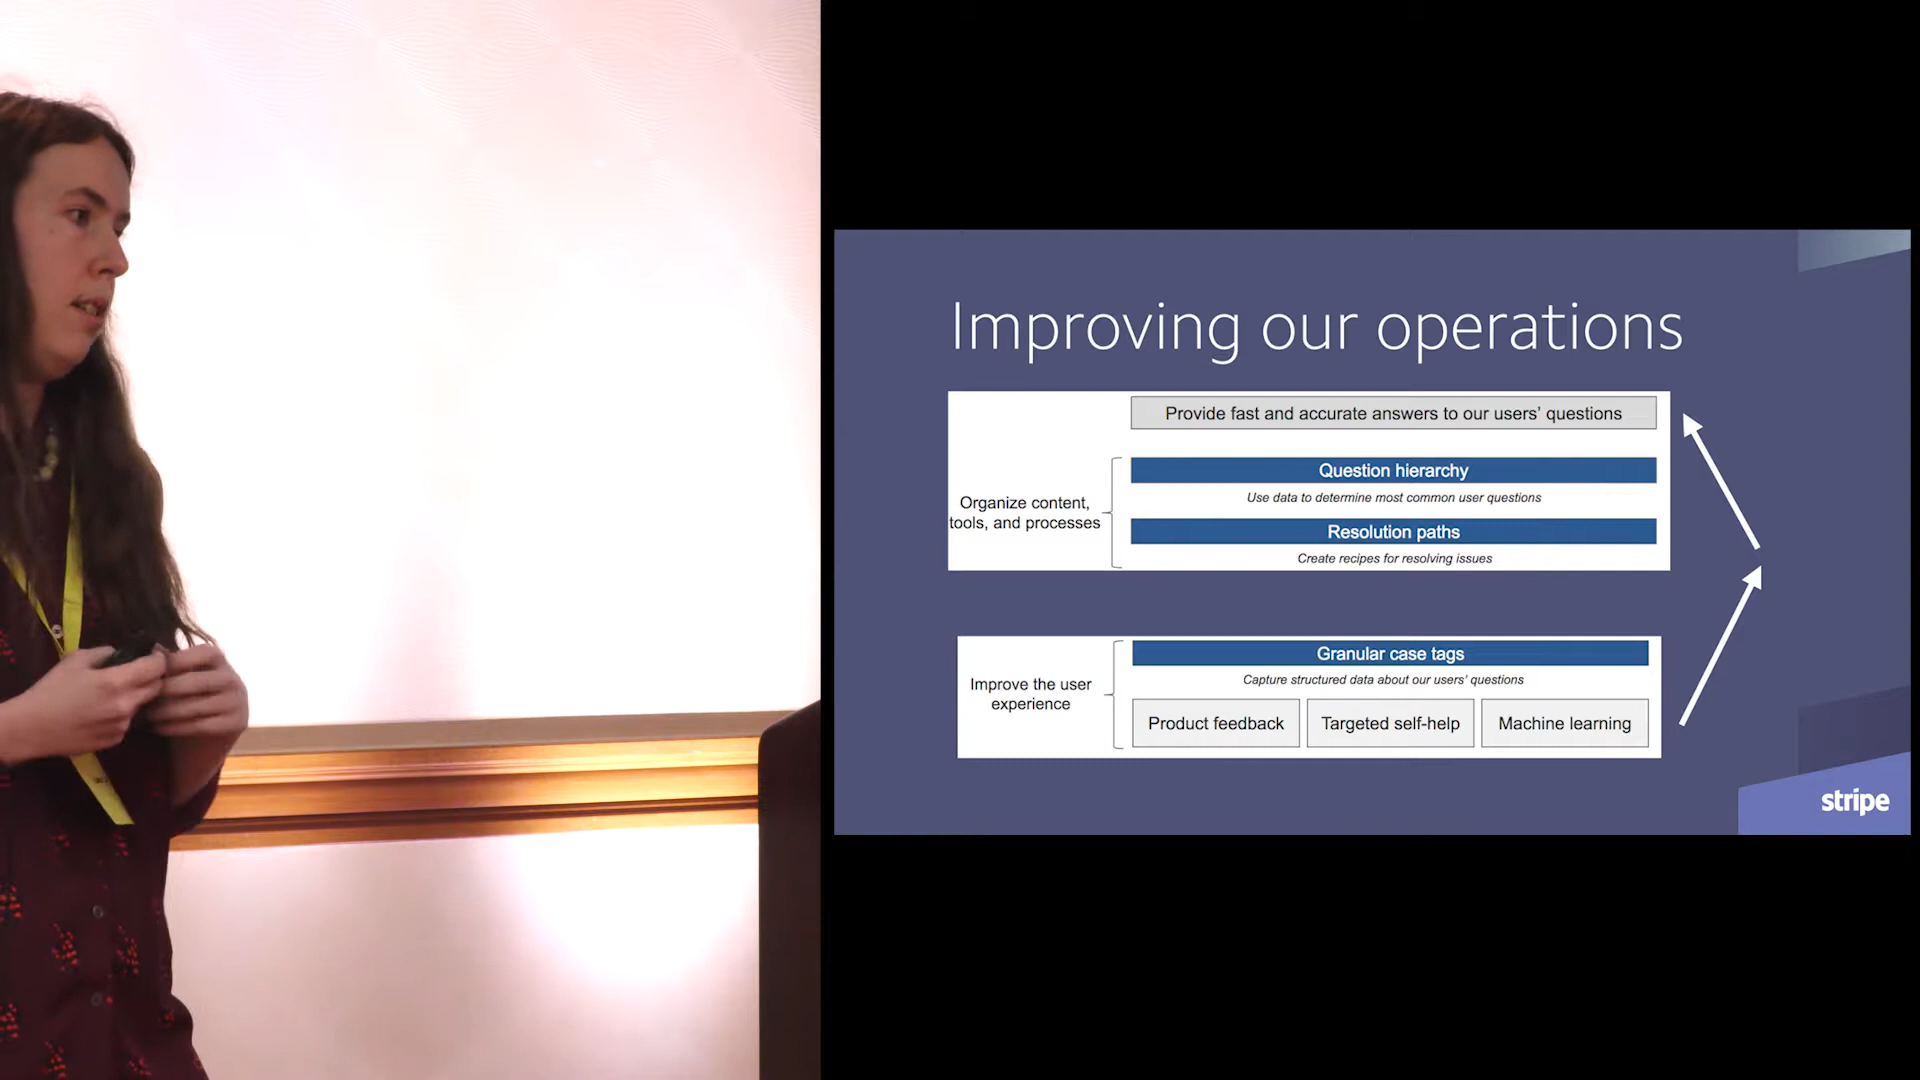 Improving our operations
Provide fast and accurate answers to our users' questions
Organize content,
tools, and processes
Question hierarchy
Use data to determine most common user questions
Resolution paths
Create recipes for resolving issues
Improve the user
experience
Granular case tags
Capture structured data about our users' questions
Product feedback
Targeted self-help
Machine learning
stripe